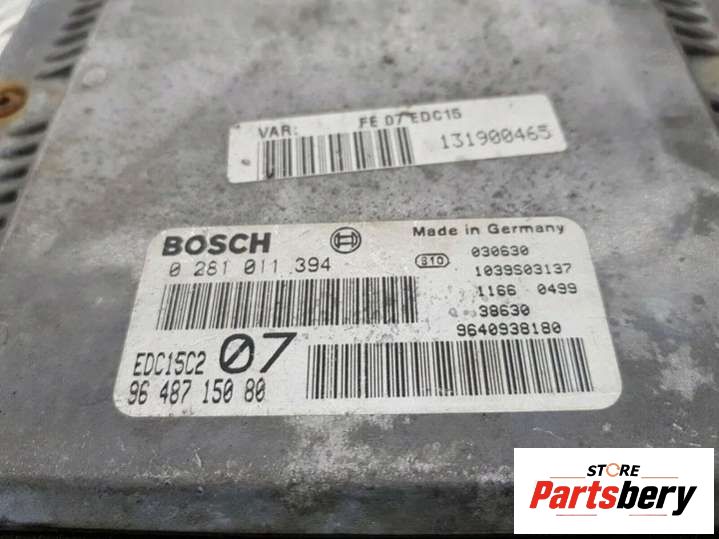 VAR: FE 07 EDC15
131900465
BOSCH
Made in Germany
0 281 011 394
S10
030630
1039S03137
1166 0499
38630
9640938180
EDC15C2 07
96 487 150 80
STORE
Partsbery